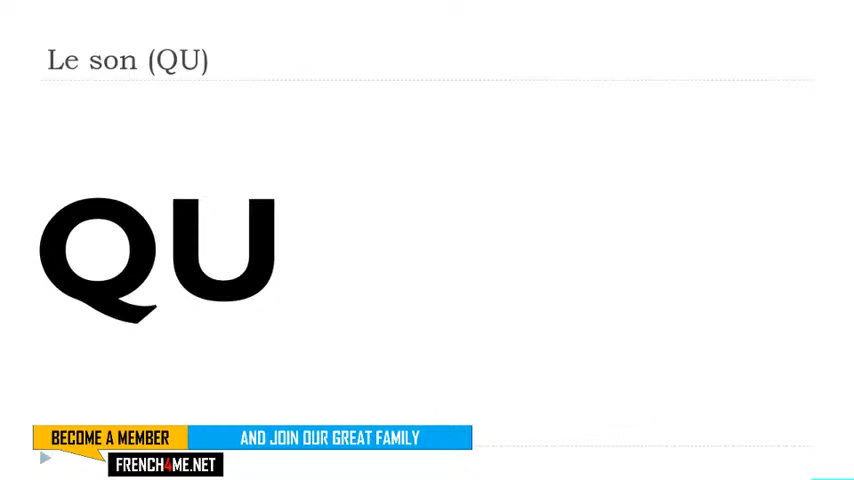 Le son (QU)
QU
BECOME A MEMBER AND JOIN OUR GREAT FAMILY
FRENCH4ME.NET